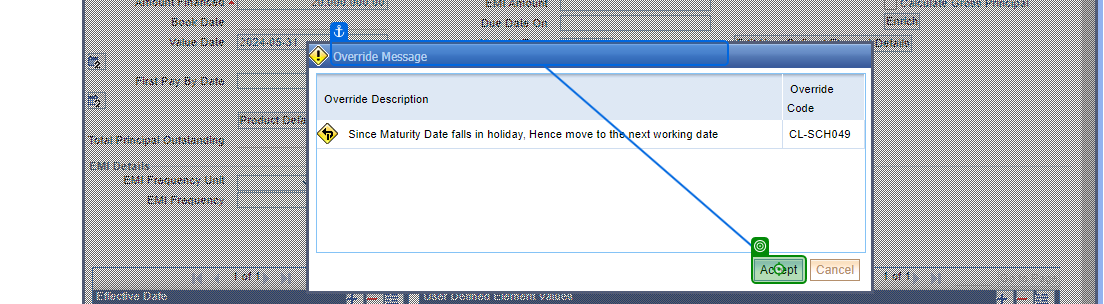 Amount Financed * 20,000,000.00 EMI Amount Calculate Gross Principal
Book Date Due Date On Enrich
Value Date 2024-05-31 Details
Override Message
First Pay By Date
Override Description Override Code
Product Defa
Since Maturity Date falls in holiday, Hence move to the next working date CL-SCH049
Total Principal Outstanding
EMI Details
EMI Frequency Unit
EMI Frequency
Accept Cancel
1 of 1 1 of 1
Effective Date User Defined Element Values